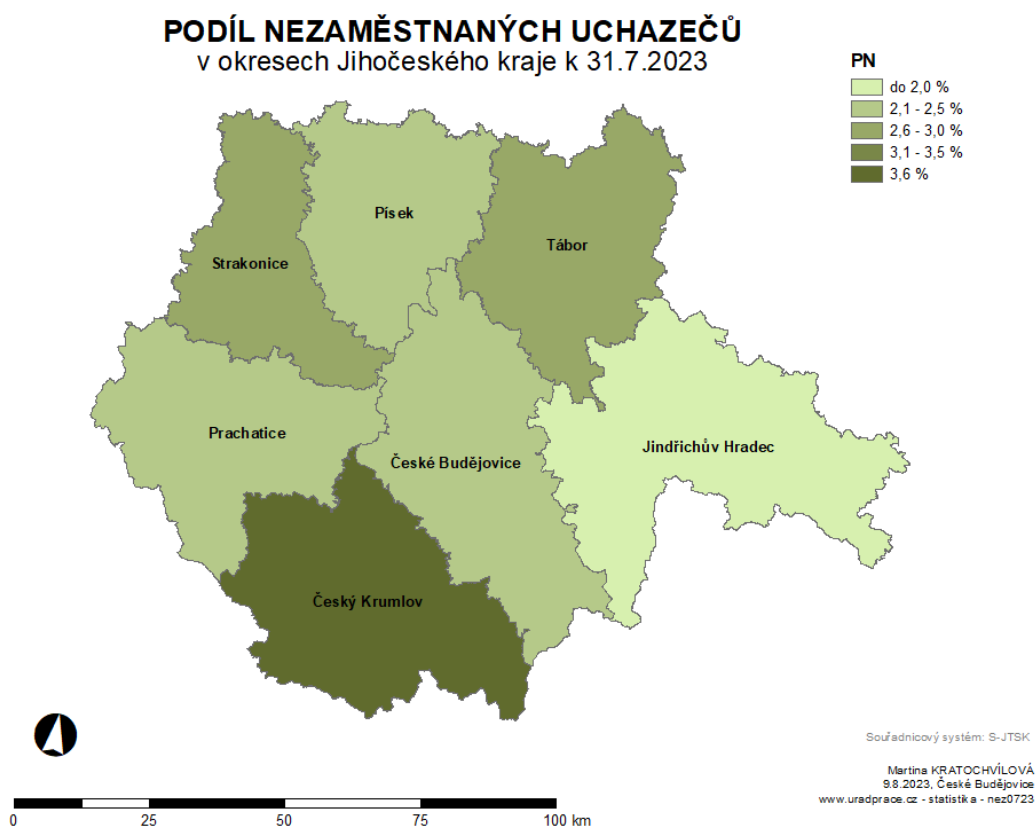 PODÍL NEZAMĚSTNANÝCH UCHAZEČŮ
v okresech Jihočeského kraje k 31.7.2023
PN
do 2,0 %
2,1 - 2,5 %
2,6 - 3,0 %
3,1 - 3,5 %
3,6 %
Písek
Tábor
Strakonice
Prachatice
Jindřichův Hradec
České Budějovice
Český Krumlov
Souřadnicový systém: S-JTSK
Martina KRATOCHVÍLOVÁ
9.8.2023, České Budějovice
www.uradprace.cz - statistika - nez0723
0 25 50 75 100 km